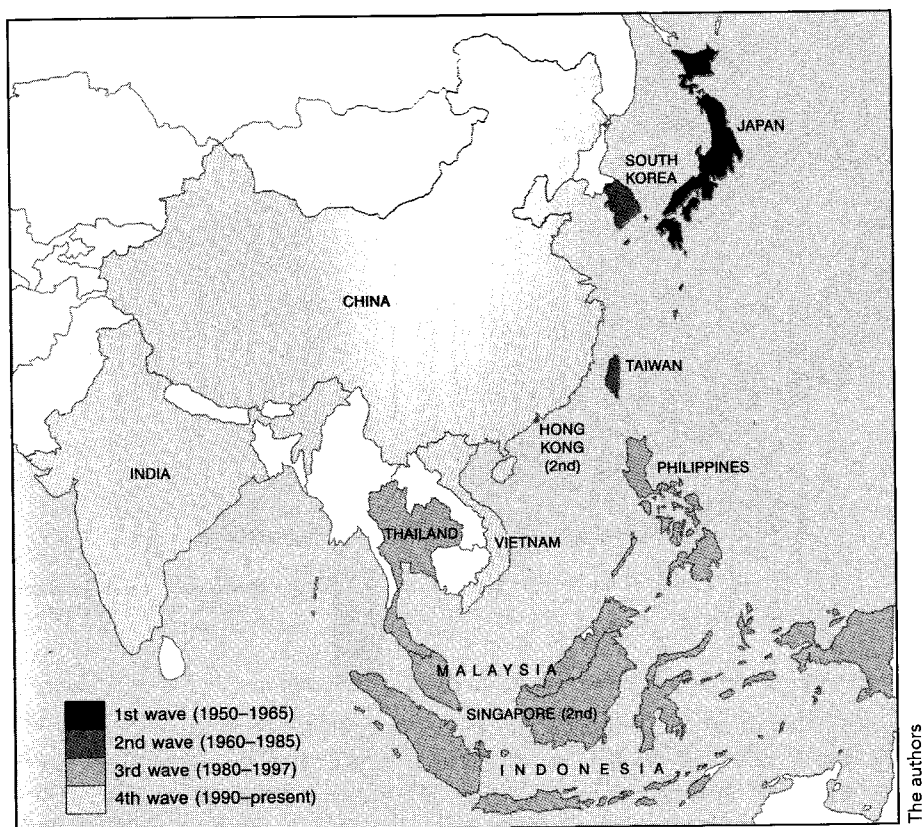 JAPAN
SOUTH
KOREA
CHINA
TAIWAN
HONG
KONG
(2nd)
INDIA
PHILIPPINES
THAILAND
VIETNAM
MALAYSIA
SINGAPORE (2nd)
INDONESIA
1st wave (1950–1965)
2nd wave (1960–1985)
3rd wave (1980–1997)
4th wave (1990–present)
The authors